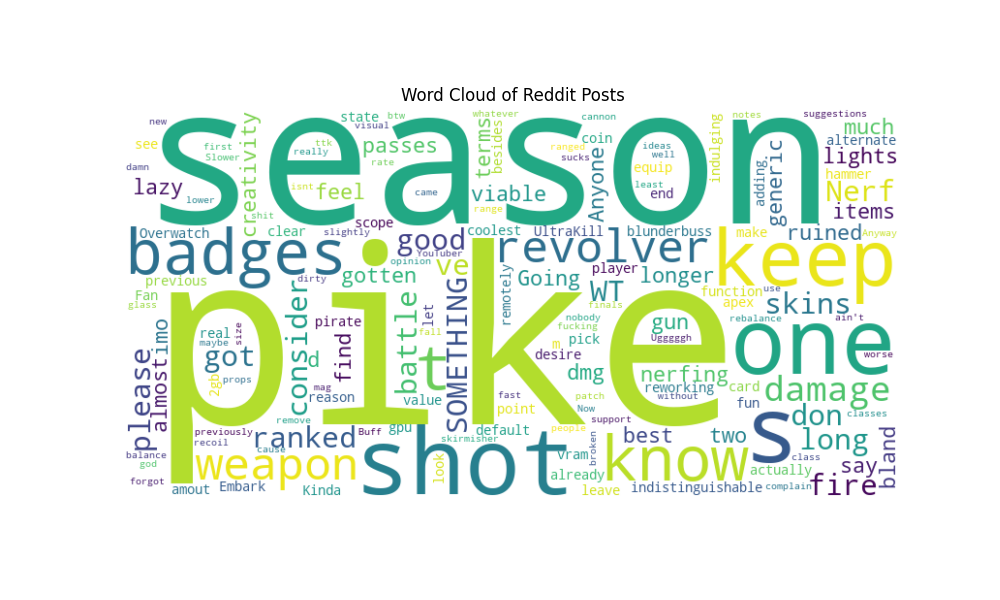 Word Cloud of Reddit Posts
new
see
damn
lazy
lower
season
first
Slower
shit
creativity
ttk
really
isnt
state
btw
visual
feel
passes
rate
came
terms
besides
whatever
viable
sucks
range
cannon
coin
ranged
Anyone
end
ideas
well
equip
least
indulging
notes
adding
generic
suggestions
much
alternate
lights
hammer
Nerf
items
Overwatch
badges
clear
slightly
scope
good
YouTuber
coolest
UltraKill
revolver
blunderbuss
make
ruined
Anyway
keep
previous
Fan
glass
imo
pike
opinion
gotten
dirty
ve
SOMETHING
remotely
Going
player
WT
finals
longer
function
apex
use
skins
rebalance
ain't
please
almost
real
maybe
size
got
2gb
props
consider
pirate
d
find
mag
reason
remove
battle
let
fall
t
value
nobody
fucking
m
pick
desire
dmg
gun
Ugggggh
nerfing
reworking
without
card
fun
one
worse
damage
classes
fast
point
patch
Now
people
support
default
previously
recoil
balance
god
forgot
ranked
cause
weapon
Buff
gpu
skirmisher
look
shot
vram
already
broken
best
know
two
s
don
long
class
actually
say
bland
amout
Embark
Kinda
leave
indistinguishable
complain
fire